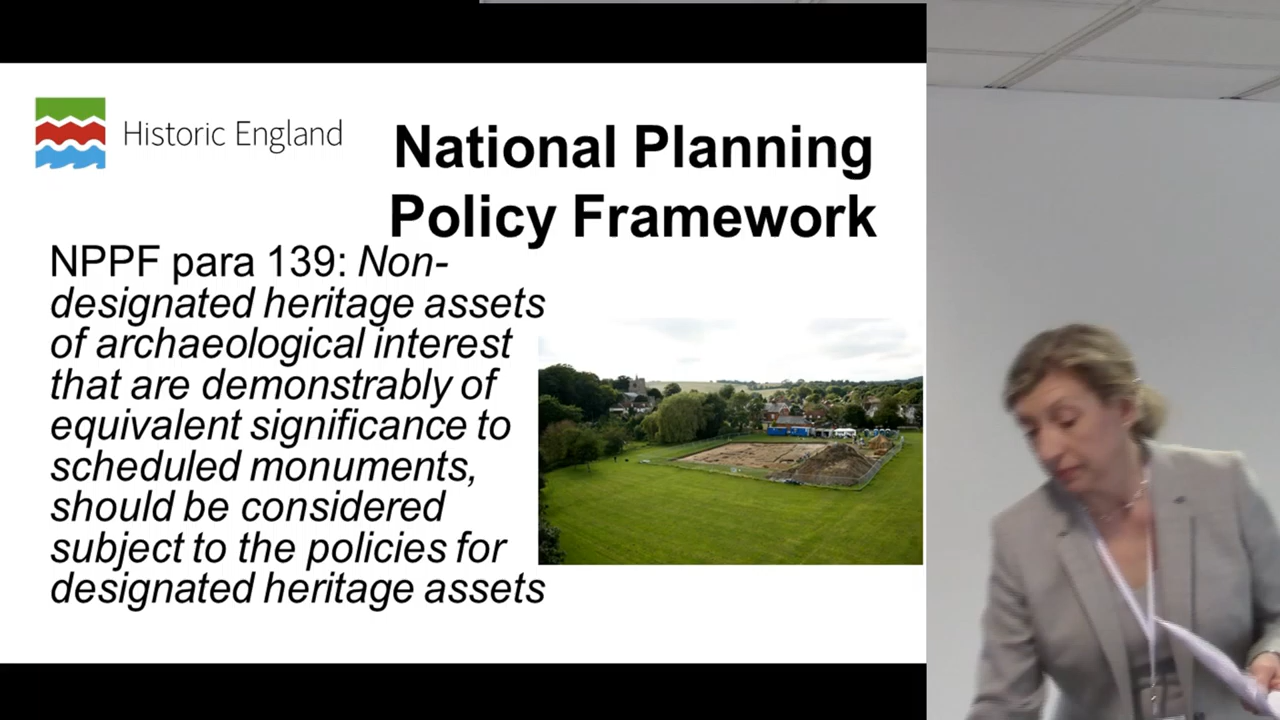 Historic England
National Planning
Policy Framework
NPPF para 139: Non-
designated heritage assets
of archaeological interest
that are demonstrably of
equivalent significance to
scheduled monuments,
should be considered
subject to the policies for
designated heritage assets